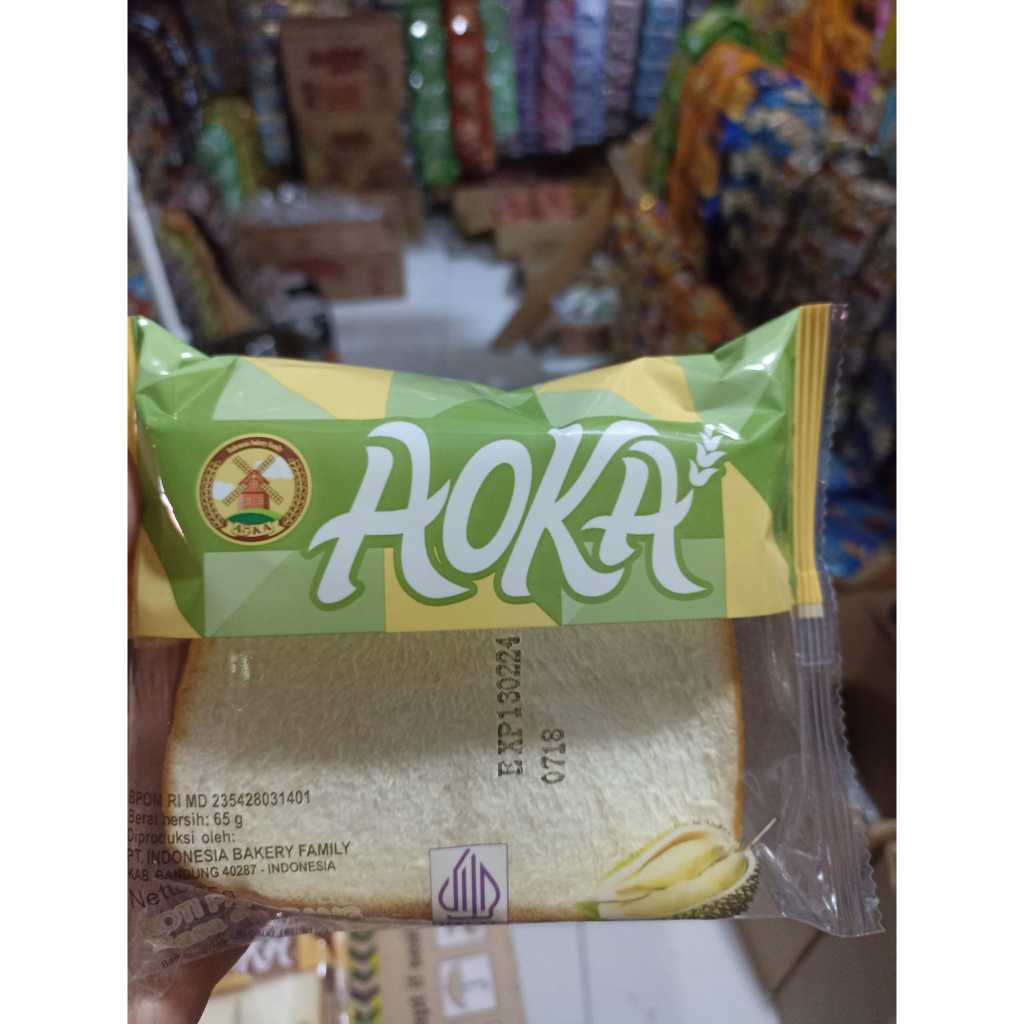 AOKA
AOKA
EXP130224
0718
BPOM RI MD 235428031401
Berat bersih: 65 g
Diproduksi oleh:
PT. INDONESIA BAKERY FAMILY
KAB. BANDUNG 40287 - INDONESIA